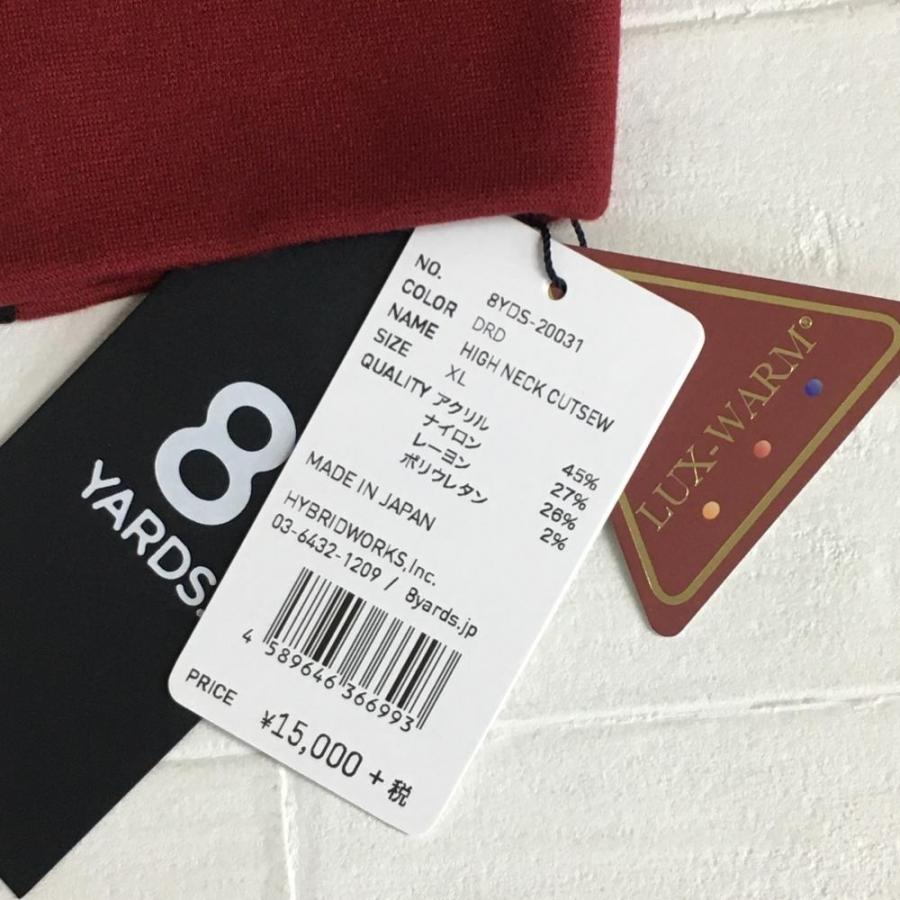 8
YARDS.
NO. 8YDS-20031
COLOR DRD
NAME HIGH NECK CUTSEW
SIZE XL
QUALITY アクリル 45%
ナイロン 27%
レーヨン 26%
ポリウレタン 2%
MADE IN JAPAN
HYBRIDWORKS,Inc.
03-6432-1209 / 8yards.jp
4 589646 366993
PRICE ¥15,000 + 税
LUX-WARM®